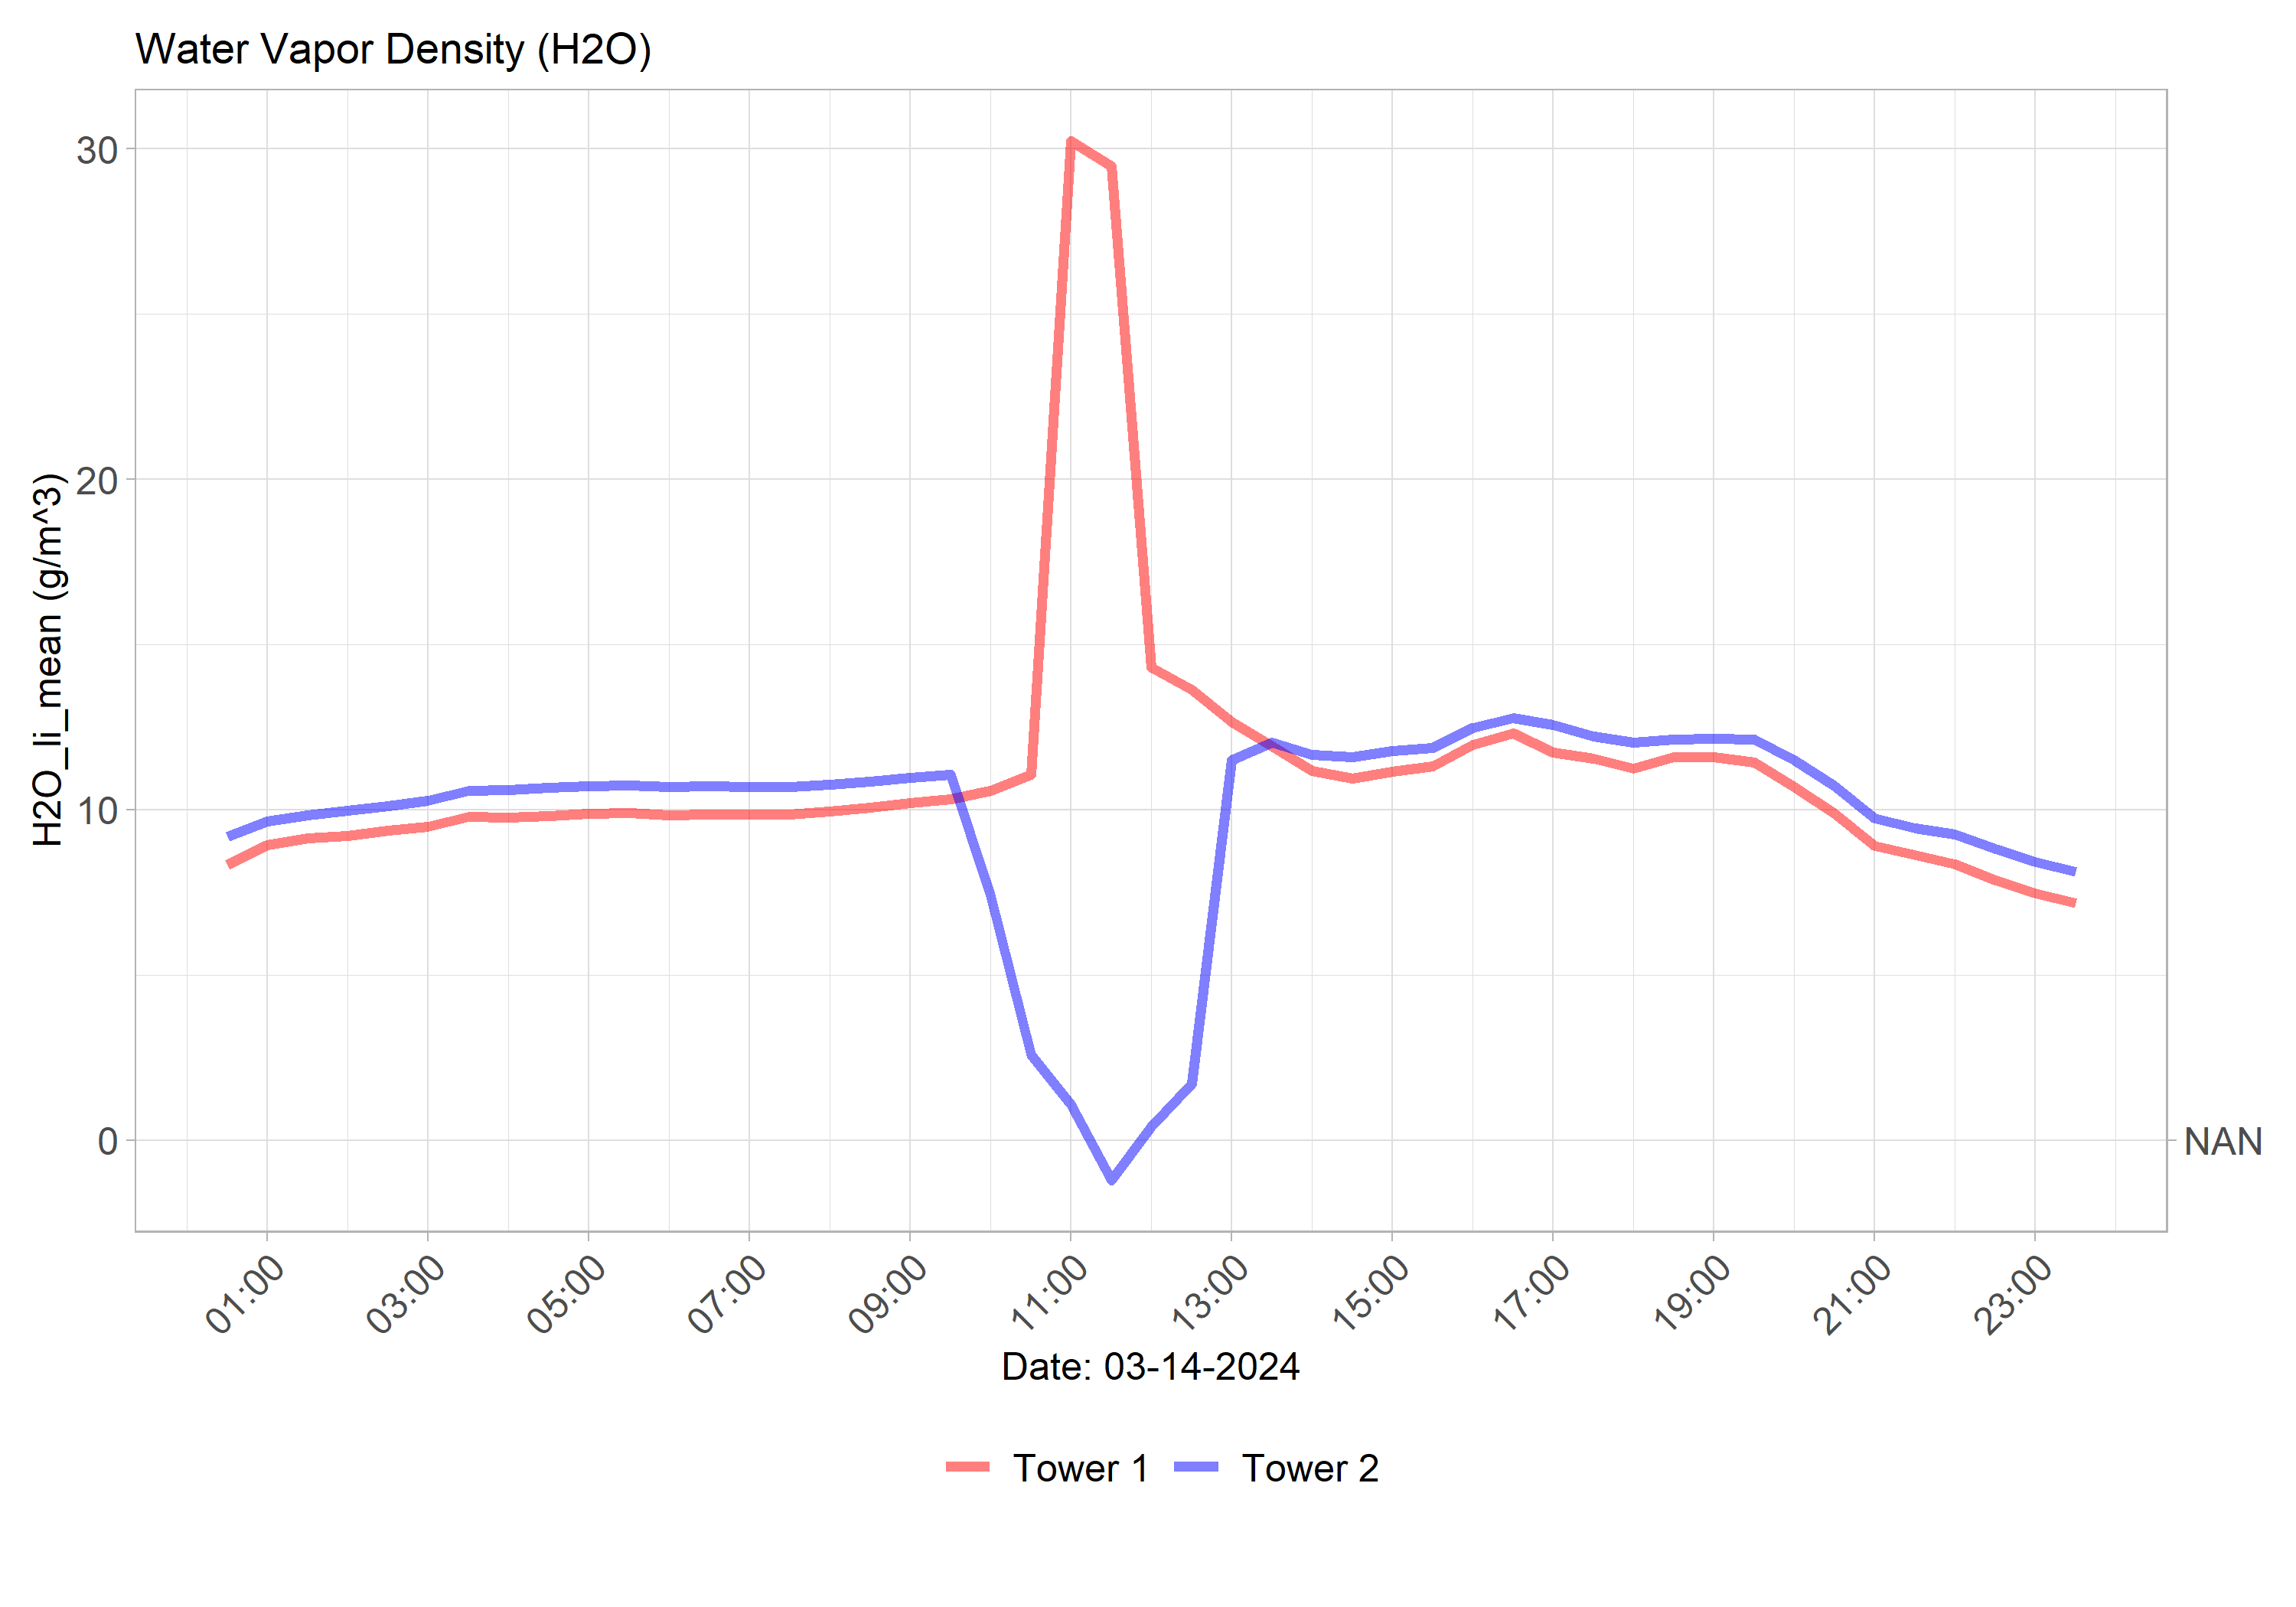 Water Vapor Density (H2O)
H2O_li_mean (g/m^3)
30
20
10
0
NAN
01:00 03:00 05:00 07:00 09:00 11:00 13:00 15:00 17:00 19:00 21:00 23:00
Date: 03-14-2024
Tower 1 Tower 2